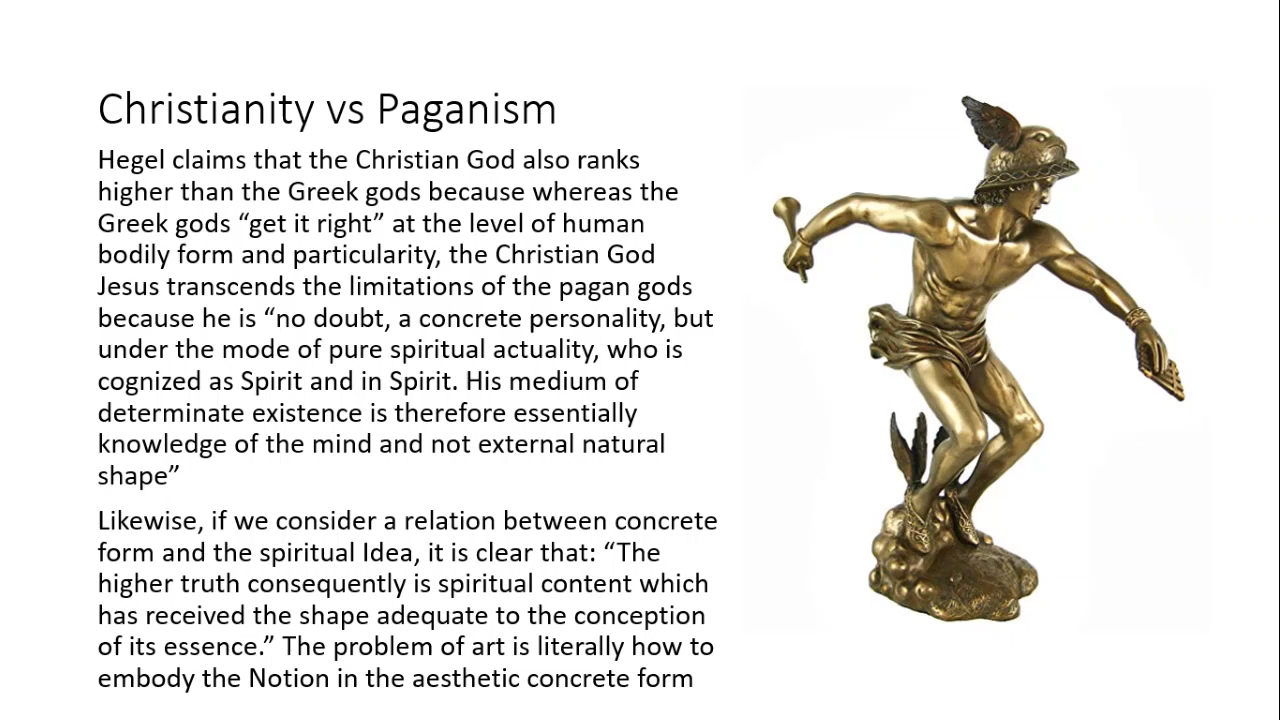 Christianity vs Paganism
Hegel claims that the Christian God also ranks
higher than the Greek gods because whereas the
Greek gods “get it right” at the level of human
bodily form and particularity, the Christian God
Jesus transcends the limitations of the pagan gods
because he is “no doubt, a concrete personality, but
under the mode of pure spiritual actuality, who is
cognized as Spirit and in Spirit. His medium of
determinate existence is therefore essentially
knowledge of the mind and not external natural
shape”
Likewise, if we consider a relation between concrete
form and the spiritual Idea, it is clear that: “The
higher truth consequently is spiritual content which
has received the shape adequate to the conception
of its essence.” The problem of art is literally how to
embody the Notion in the aesthetic concrete form